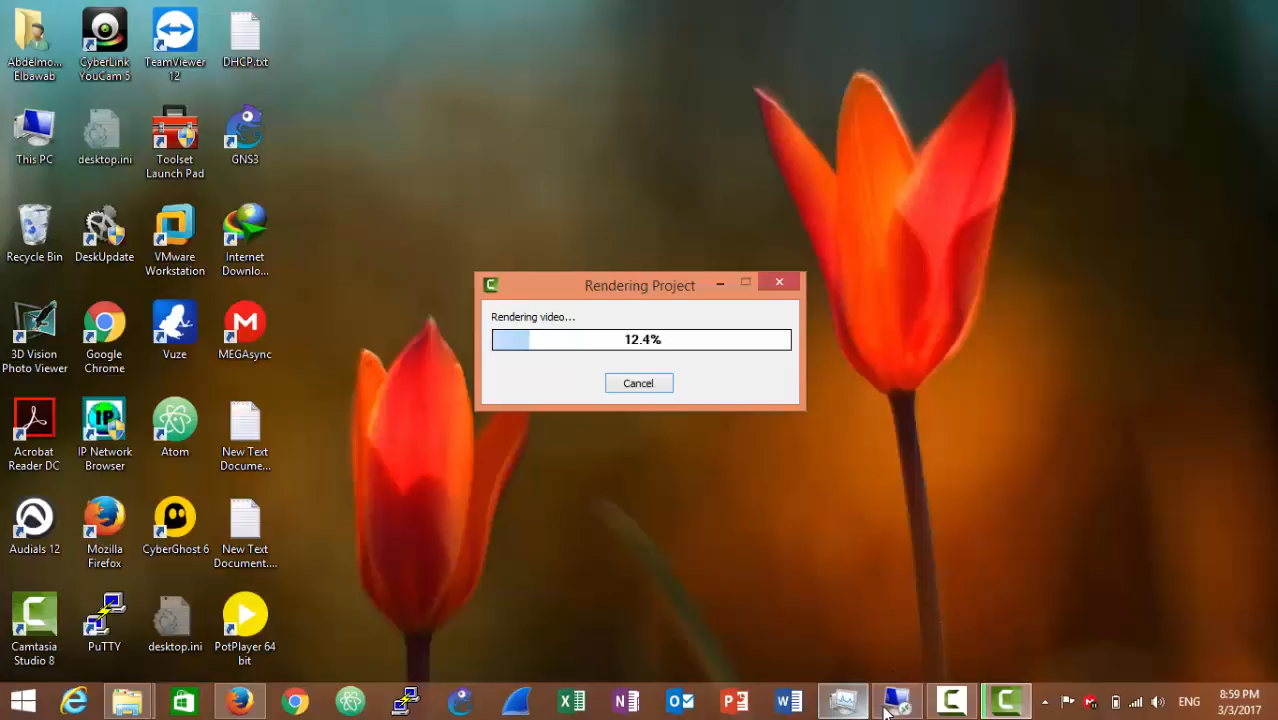 Abdelmo...
Elbawab
CyberLink
YouCam 5
TeamViewer
12
DHCP.txt
This PC
desktop.ini
Toolset
Launch Pad
GNS3
Recycle Bin
DeskUpdate
VMware
Workstation
Internet
Downlo...
3D Vision
Photo Viewer
Google
Chrome
Vuze
MEGAsync
Acrobat
Reader DC
IP Network
Browser
Atom
New Text
Docume...
Audials 12
Mozilla
Firefox
CyberGhost 6
New Text
Document....
Camtasia
Studio 8
PuTTY
desktop.ini
PotPlayer 64
bit
Rendering Project
Rendering video...
12.4%
Cancel
ENG
8:59 PM
3/3/2017